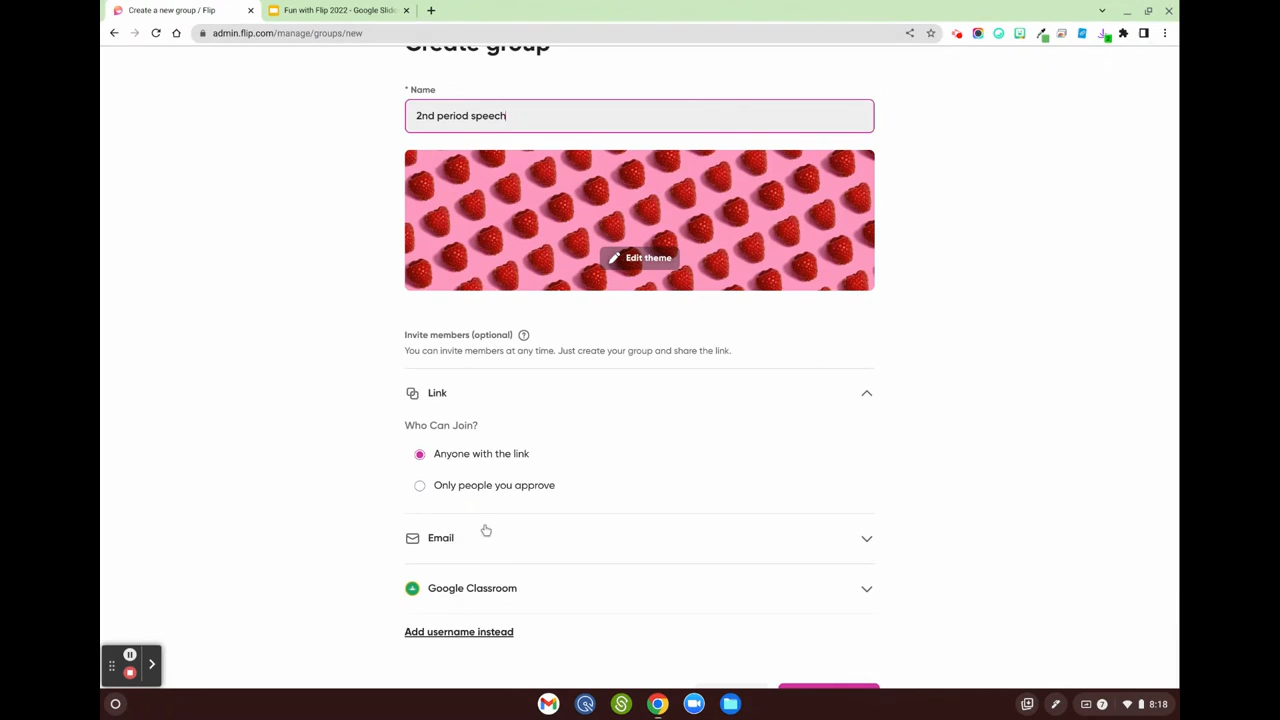 Create a new group / Flip
Fun with Flip 2022 - Google Slide
admin.flip.com/manage/groups/new
Create group
* Name
2nd period speech
Edit theme
Invite members (optional)
You can invite members at any time. Just create your group and share the link.
Link
Who Can Join?
Anyone with the link
Only people you approve
Email
Google Classroom
Add username instead
7 8:18